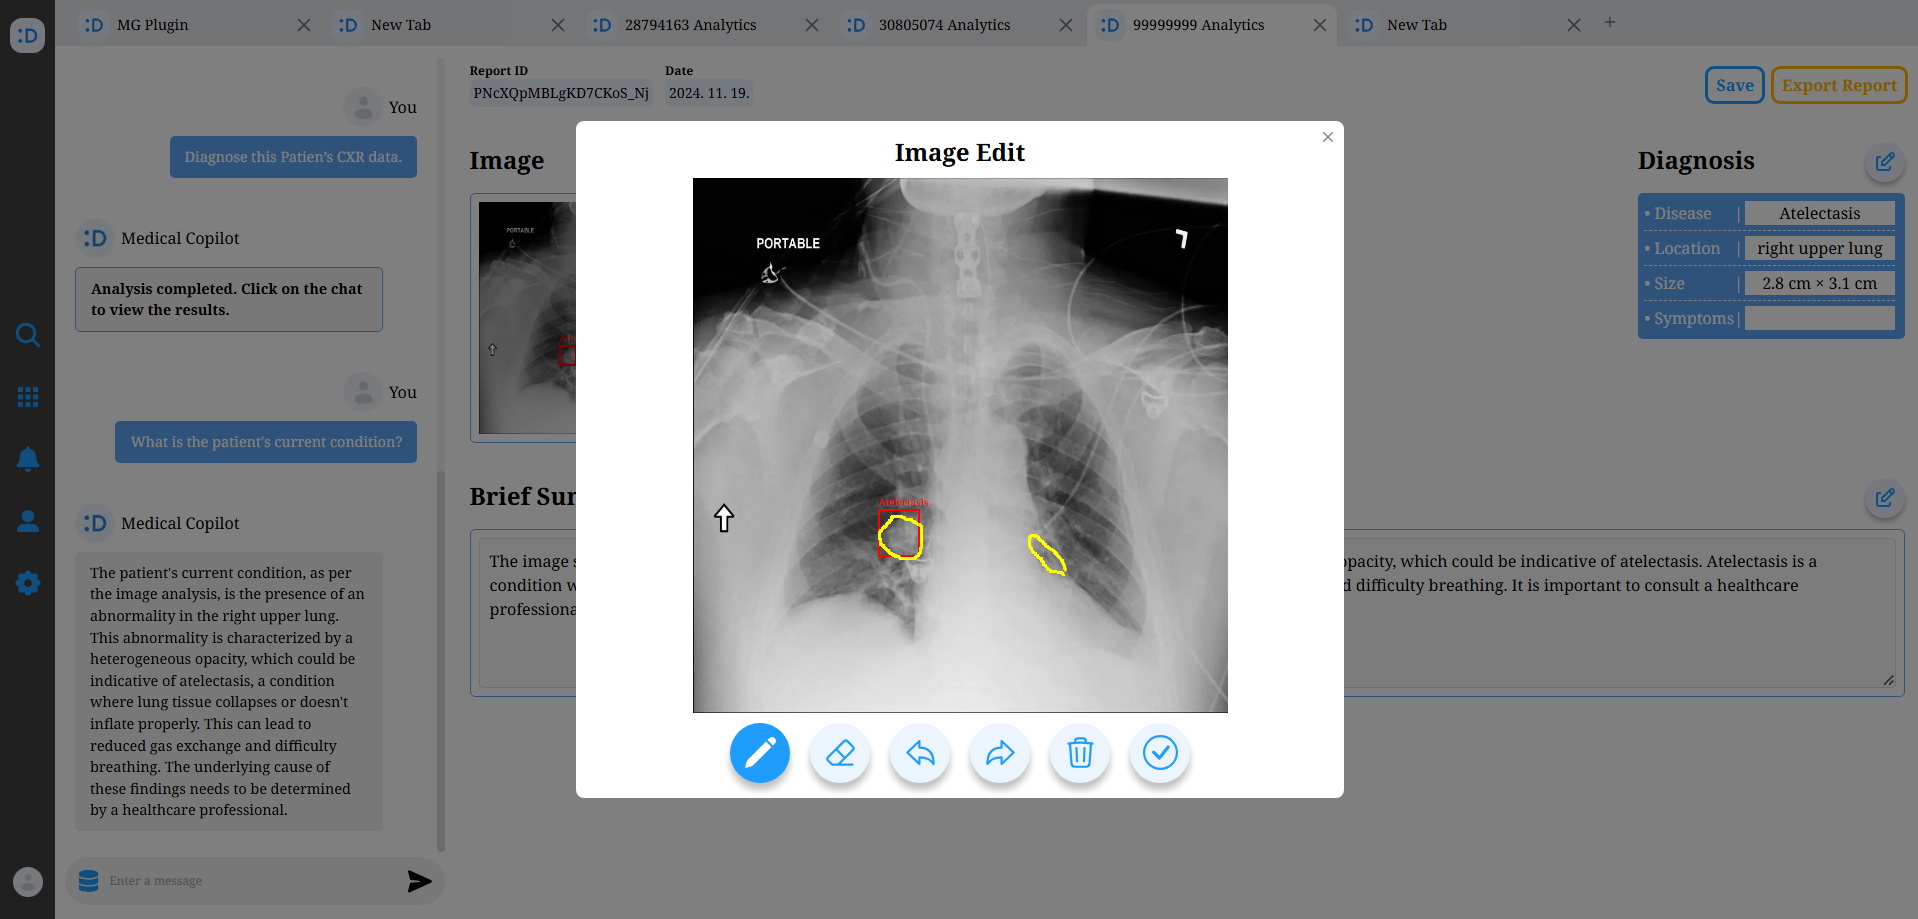 :D
:D MG Plugin
:D New Tab
:D 28794163 Analytics
:D 30805074 Analytics
:D 99999999 Analytics
:D New Tab
You
Diagnose this Patien's CXR data.
:D Medical Copilot
Analysis completed. Click on the chat
to view the results.
You
What is the patient's current condition?
:D Medical Copilot
The patient's current condition, as per
the image analysis, is the presence of an
abnormality in the right upper lung.
This abnormality is characterized by a
heterogeneous opacity, which could be
indicative of atelectasis, a condition
where lung tissue collapses or doesn't
inflate properly. This can lead to
reduced gas exchange and difficulty
breathing. The underlying cause of
these findings needs to be determined
by a healthcare professional.
Enter a message
Report ID
PNcXQpMBLgKD7CKoS_Nj
Date
2024. 11. 19.
Save
Export Report
Image
PORTABLE
Image Edit
PORTABLE
Atelectasis
Diagnosis
• Disease | Atelectasis
• Location | right upper lung
• Size | 2.8 cm × 3.1 cm
• Symptoms |
Brief Sum
The image s
opacity, which could be indicative of atelectasis. Atelectasis is a
condition w
d difficulty breathing. It is important to consult a healthcare
professiona